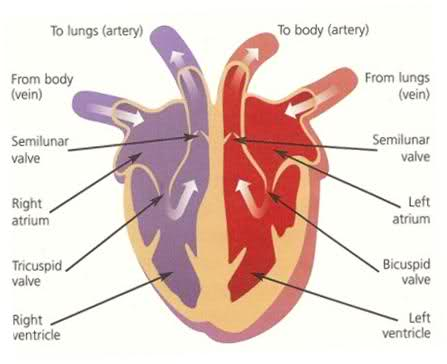 To lungs (artery)
To body (artery)
From body
(vein)
From lungs
(vein)
Semilunar
valve
Semilunar
valve
Right
atrium
Left
atrium
Tricuspid
valve
Bicuspid
valve
Right
ventricle
Left
ventricle